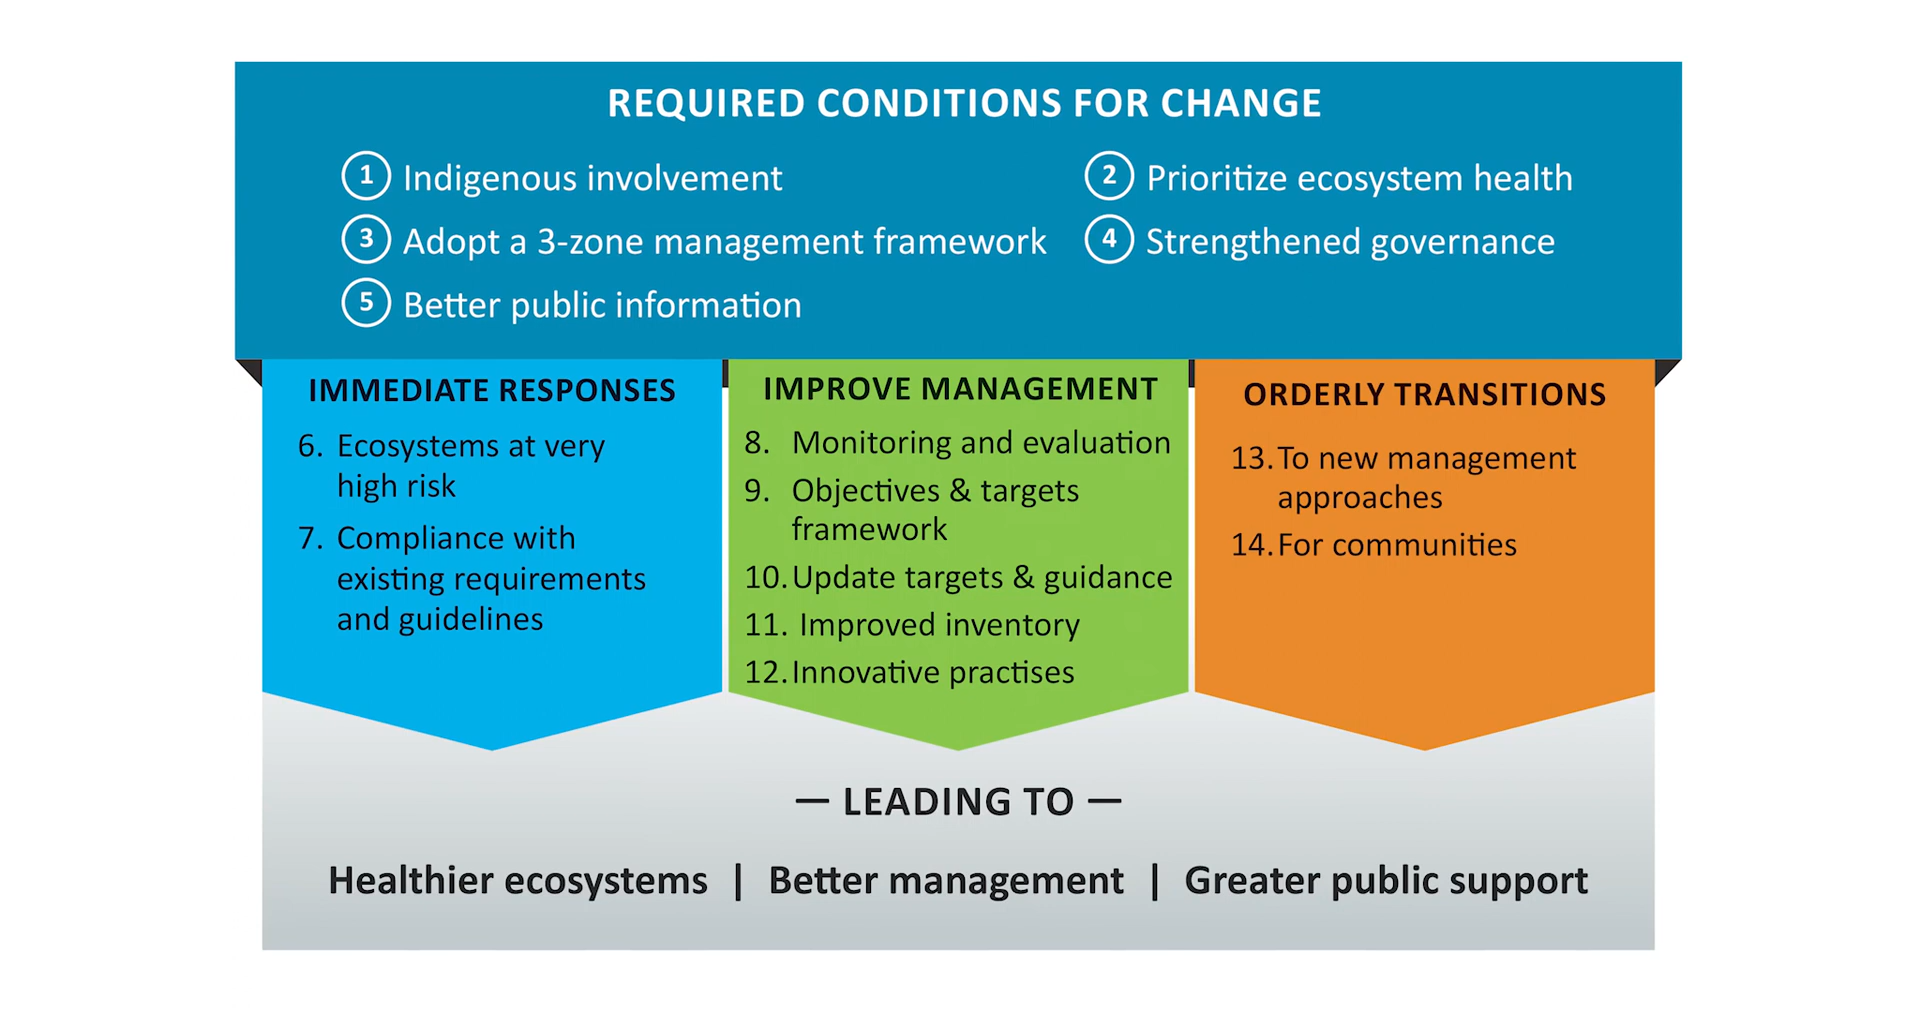 REQUIRED CONDITIONS FOR CHANGE
1 Indigenous involvement
2 Prioritize ecosystem health
3 Adopt a 3-zone management framework
4 Strengthened governance
5 Better public information
IMMEDIATE RESPONSES
6. Ecosystems at very
high risk
7. Compliance with
existing requirements
and guidelines
IMPROVE MANAGEMENT
8. Monitoring and evaluation
9. Objectives & targets
framework
10. Update targets & guidance
11. Improved inventory
12. Innovative practises
ORDERLY TRANSITIONS
13. To new management
approaches
14. For communities
— LEADING TO —
Healthier ecosystems | Better management | Greater public support